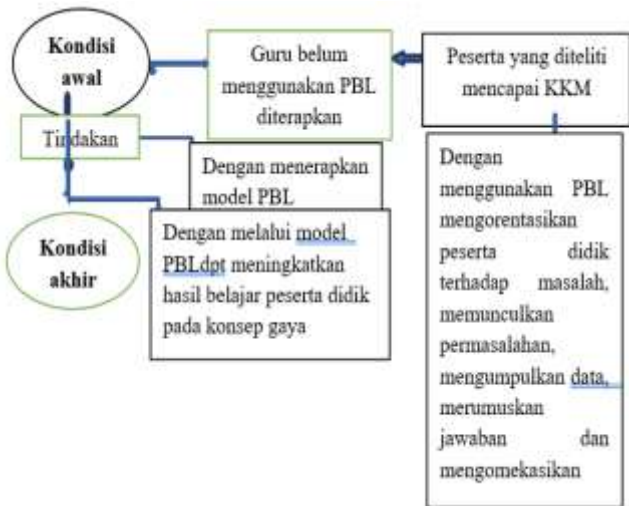 Kondisi
awal
Guru belum
menggunakan PBL
diterapkan
Peserta yang diteliti
mencapai KKM
Tindakan
Dengan menerapkan
model PBL
Dengan
menggunakan PBL
mengorentasikan
peserta didik
terhadap masalah,
memunculkan
permasalahan,
mengumpulkan data,
merumuskan
jawaban dan
mengomekasikan
Kondisi
akhir
Dengan melalui model
PBLdpt meningkatkan
hasil belajar peserta didik
pada konsep gaya